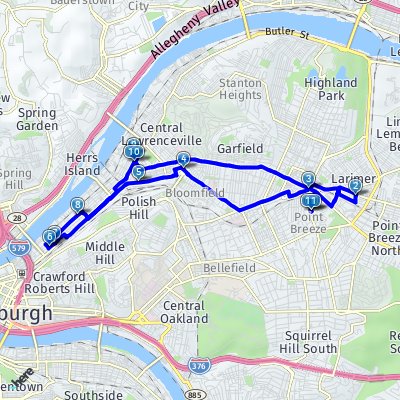 Bauerstown
City
Allegheny Valley
Butler St
Stanton
Heights
Highland
Park
Spring
Garden
Central
Lawrenceville
Garfield
Herrs
Island
Spring
Hill
Larimer
Bloomfield
Polish
Hill
Point
Breeze
Point
Breeze
North
Middle
Hill
Bellefield
Crawford
Roberts Hill
burgh
Central
Oakland
Squirrel
Hill South
Southside
28
579
376
885
10
4
5
3
2
11
8
6
here